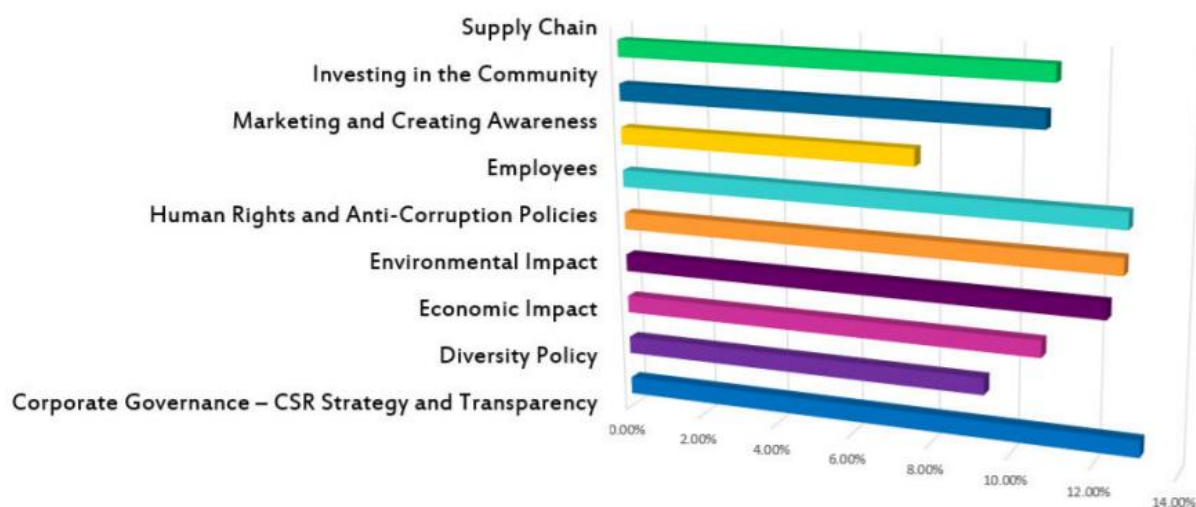 Supply Chain
Investing in the Community
Marketing and Creating Awareness
Employees
Human Rights and Anti-Corruption Policies
Environmental Impact
Economic Impact
Diversity Policy
Corporate Governance – CSR Strategy and Transparency
0.00%
2.00%
4.00%
6.00%
8.00%
10.00%
12.00%
14.00%